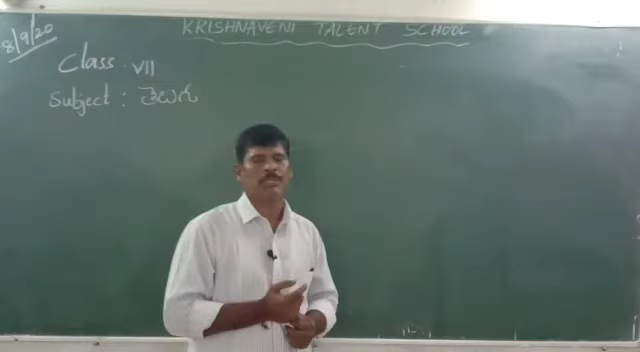 8/9/20
KRISHNAVENI TALENT SCHOOL
Class VII
Subject : తెలుగు